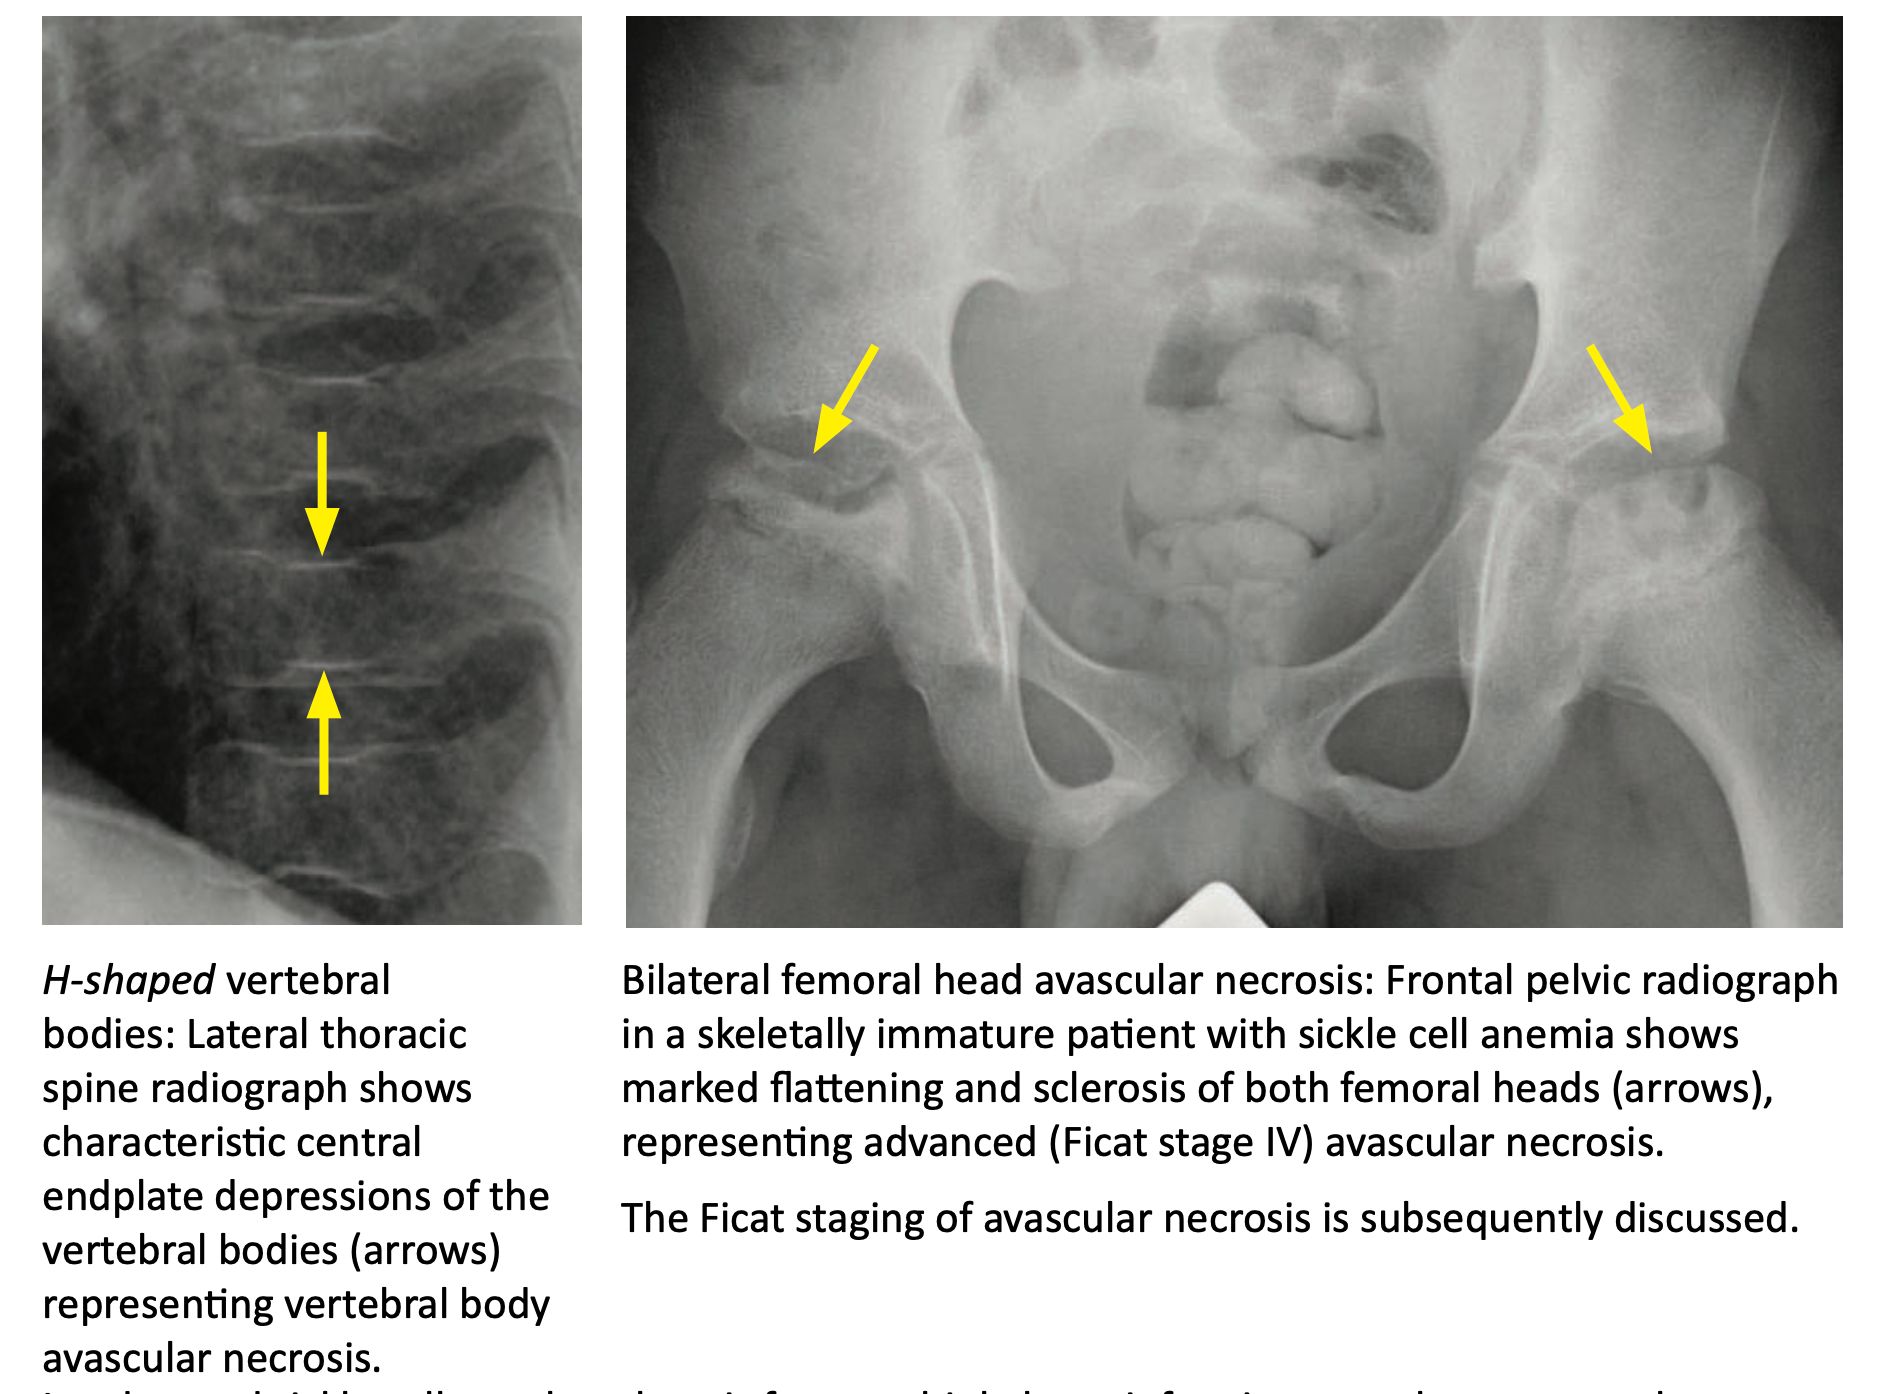 H-shaped vertebral
bodies: Lateral thoracic
spine radiograph shows
characteristic central
endplate depressions of the
vertebral bodies (arrows)
representing vertebral body
avascular necrosis.
Bilateral femoral head avascular necrosis: Frontal pelvic radiograph
in a skeletally immature patient with sickle cell anemia shows
marked flattening and sclerosis of both femoral heads (arrows),
representing advanced (Ficat stage IV) avascular necrosis.
The Ficat staging of avascular necrosis is subsequently discussed.